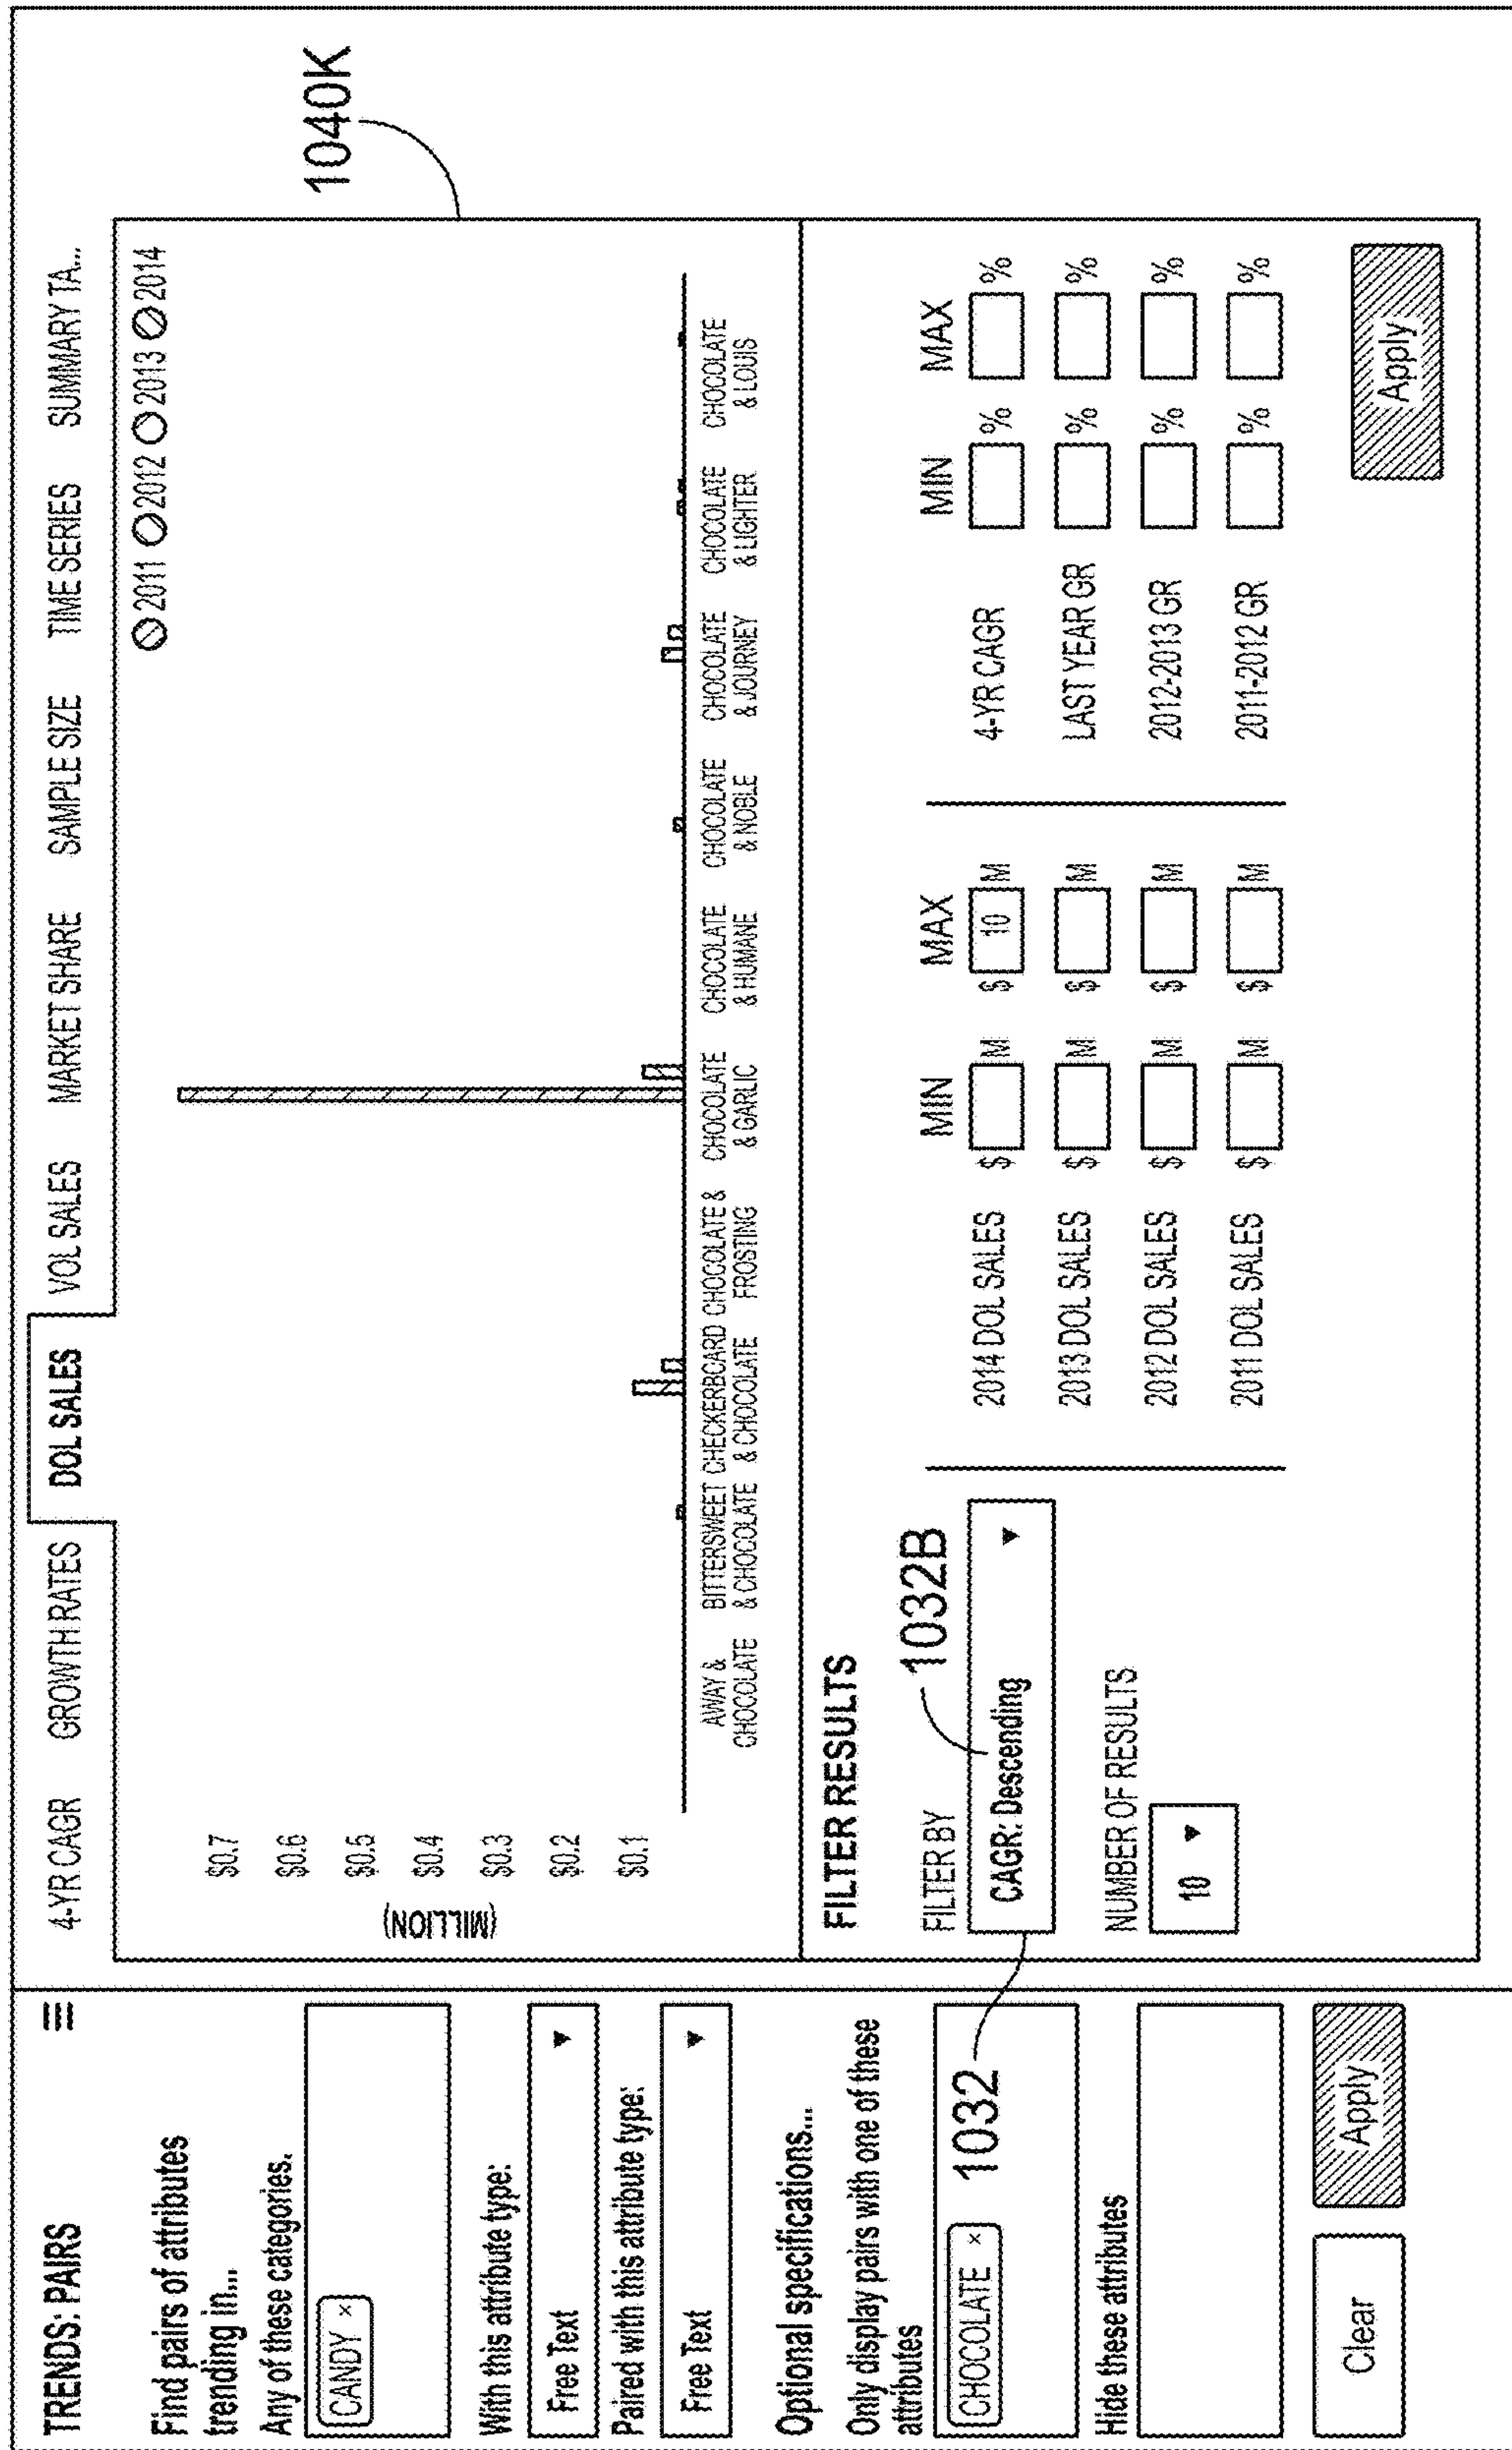 TRENDS: PAIRS
Find pairs of attributes
trending in...
Any of these categories.
CANDY ×
With this attribute type:
Free Text ▼
Paired with this attribute type:
Free Text ▼
Optional specifications...
Only display pairs with one of these
attributes
CHOCOLATE ×
1032
Hide these attributes
Clear
Apply
4-YR CAGR
GROWTH RATES
DOL SALES
VOL SALES
MARKET SHARE
SAMPLE SIZE
TIME SERIES
SUMMARY TA...
2011 2012 2013 2014
1040K
(MILLION)
$0.7
$0.6
$0.5
$0.4
$0.3
$0.2
$0.1
AWAY &
CHOCOLATE
BITTERSWEET
& CHOCOLATE
CHECKERBOARD
& CHOCOLATE
CHOCOLATE &
FROSTING
CHOCOLATE
& GARLIC
CHOCOLATE
& HUMANE
CHOCOLATE
& NOBLE
CHOCOLATE
& JOURNEY
CHOCOLATE
& LIGHTER
CHOCOLATE
& LOUIS
FILTER RESULTS
FILTER BY
1032B
CAGR: Descending ▼
NUMBER OF RESULTS
10 ▼
MIN MAX
2014 DOL SALES $ M $ 10 M
2013 DOL SALES $ M $ M
2012 DOL SALES $ M $ M
2011 DOL SALES $ M $ M
MIN MAX
4-YR CAGR % %
LAST YEAR GR % %
2012-2013 GR % %
2011-2012 GR % %
Apply